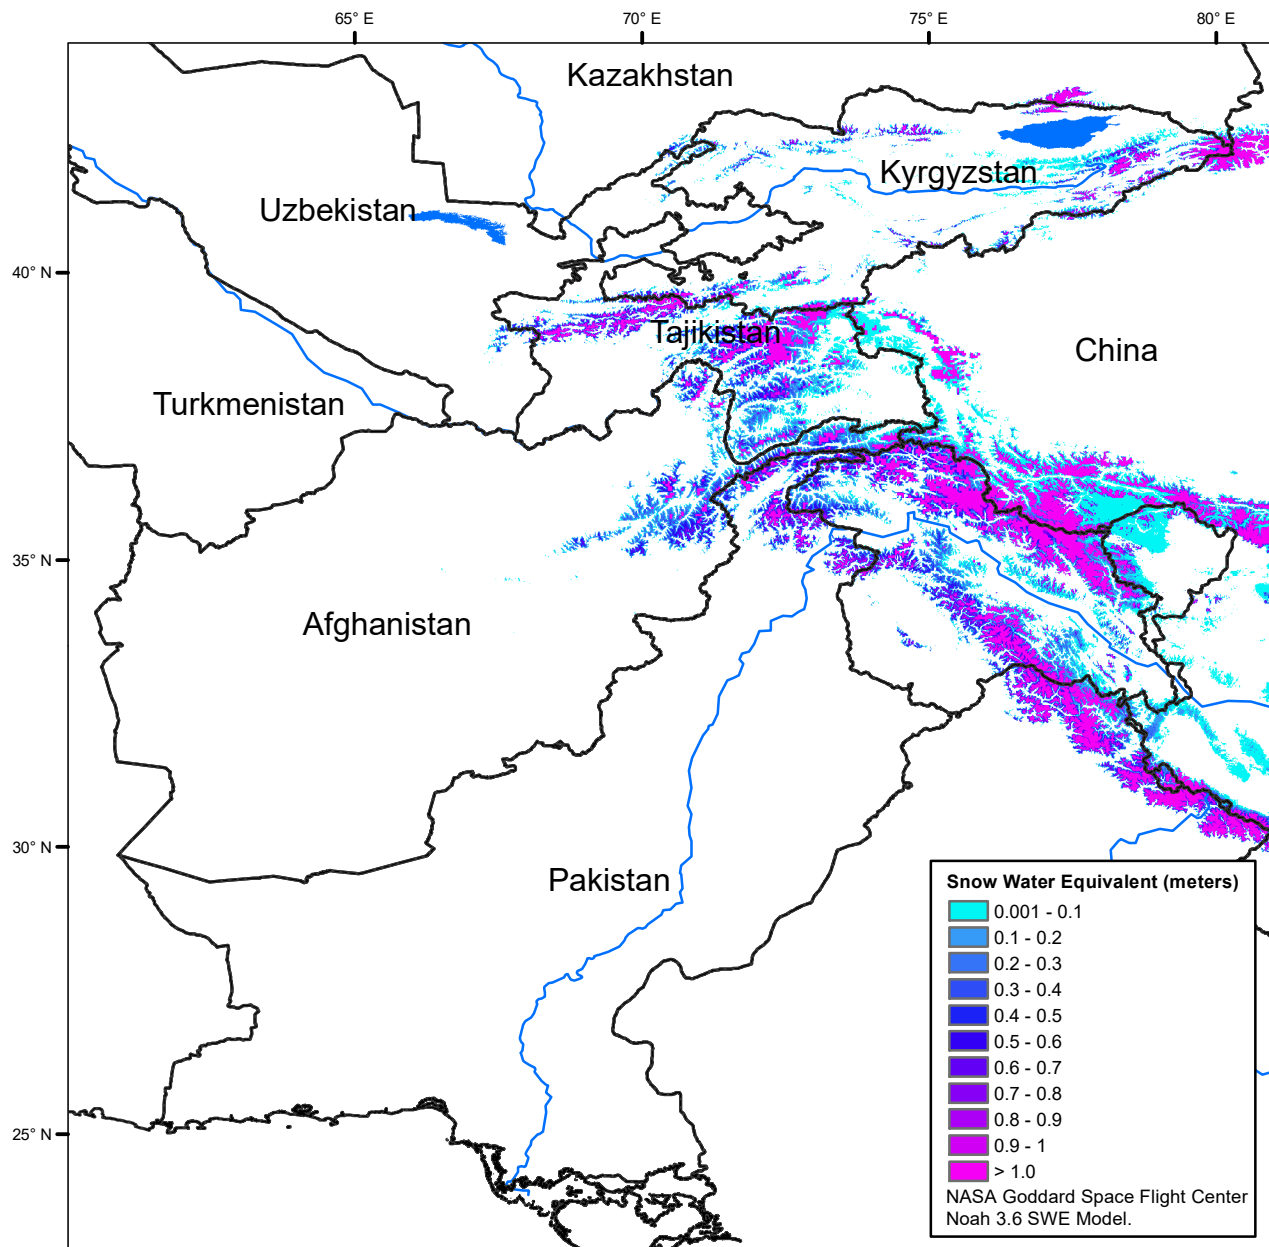 65° E
70° E
75° E
80° E
Kazakhstan
Kyrgyzstan
Uzbekistan
40° N
Tajikistan
China
Turkmenistan
35° N
Afghanistan
30° N
Pakistan
25° N
Snow Water Equivalent (meters)
0.001 - 0.1
0.1 - 0.2
0.2 - 0.3
0.3 - 0.4
0.4 - 0.5
0.5 - 0.6
0.6 - 0.7
0.7 - 0.8
0.8 - 0.9
0.9 - 1
> 1.0
NASA Goddard Space Flight Center
Noah 3.6 SWE Model.